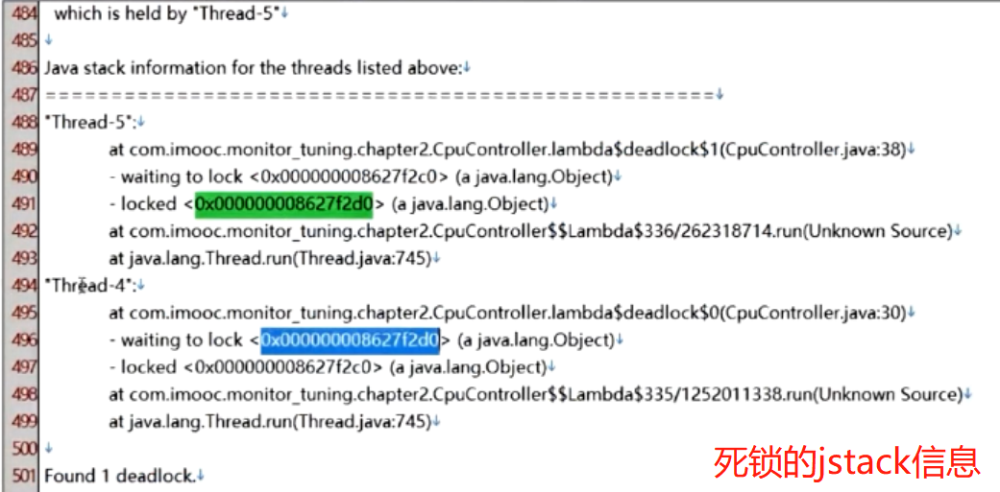 484 which is held by "Thread-5"↓
485 ↓
486 Java stack information for the threads listed above:↓
487 ===================================================↓
488 "Thread-5":↓
489 at com.imooc.monitor_tuning.chapter2.CpuController.lambda$deadlock$1(CpuController.java:38)↓
490 - waiting to lock <0x000000008627f2c0> (a java.lang.Object)↓
491 - locked <0x000000008627f2d0> (a java.lang.Object)↓
492 at com.imooc.monitor_tuning.chapter2.CpuController$$Lambda$336/262318714.run(Unknown Source)↓
493 at java.lang.Thread.run(Thread.java:745)↓
494 "Thread-4":↓
495 at com.imooc.monitor_tuning.chapter2.CpuController.lambda$deadlock$0(CpuController.java:30)↓
496 - waiting to lock <0x000000008627f2d0> (a java.lang.Object)↓
497 - locked <0x000000008627f2c0> (a java.lang.Object)↓
498 at com.imooc.monitor_tuning.chapter2.CpuController$$Lambda$335/1252011338.run(Unknown Source)↓
499 at java.lang.Thread.run(Thread.java:745)↓
500 ↓
501 Found 1 deadlock.↓
死锁的jstack信息